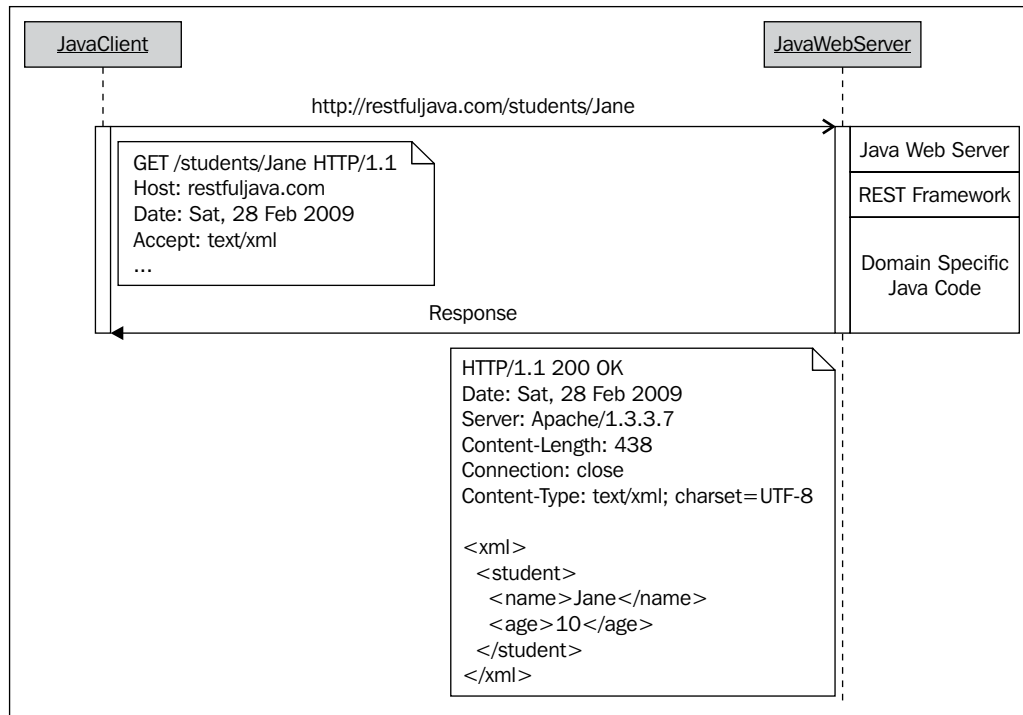 JavaClient
JavaWebServer
http://restfuljava.com/students/Jane
GET /students/Jane HTTP/1.1
Host: restfuljava.com
Date: Sat, 28 Feb 2009
Accept: text/xml
...
Java Web Server
REST Framework
Domain Specific
Java Code
Response
HTTP/1.1 200 OK
Date: Sat, 28 Feb 2009
Server: Apache/1.3.3.7
Content-Length: 438
Connection: close
Content-Type: text/xml; charset=UTF-8
<xml>
<student>
<name>Jane</name>
<age>10</age>
</student>
</xml>